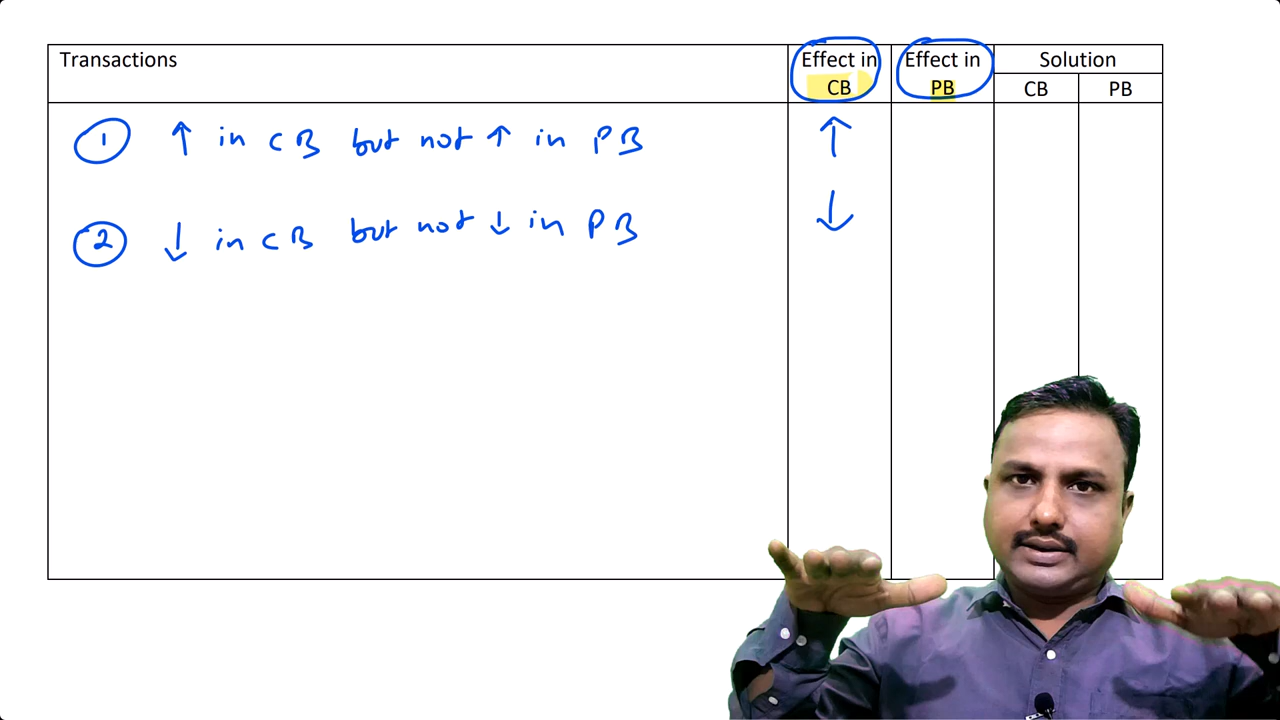 Transactions Effect in CB Effect in PB Solution
CB PB
① ↑ in CB but not ↑ in PB ↑
② ↓ in CB but not ↓ in PB ↓